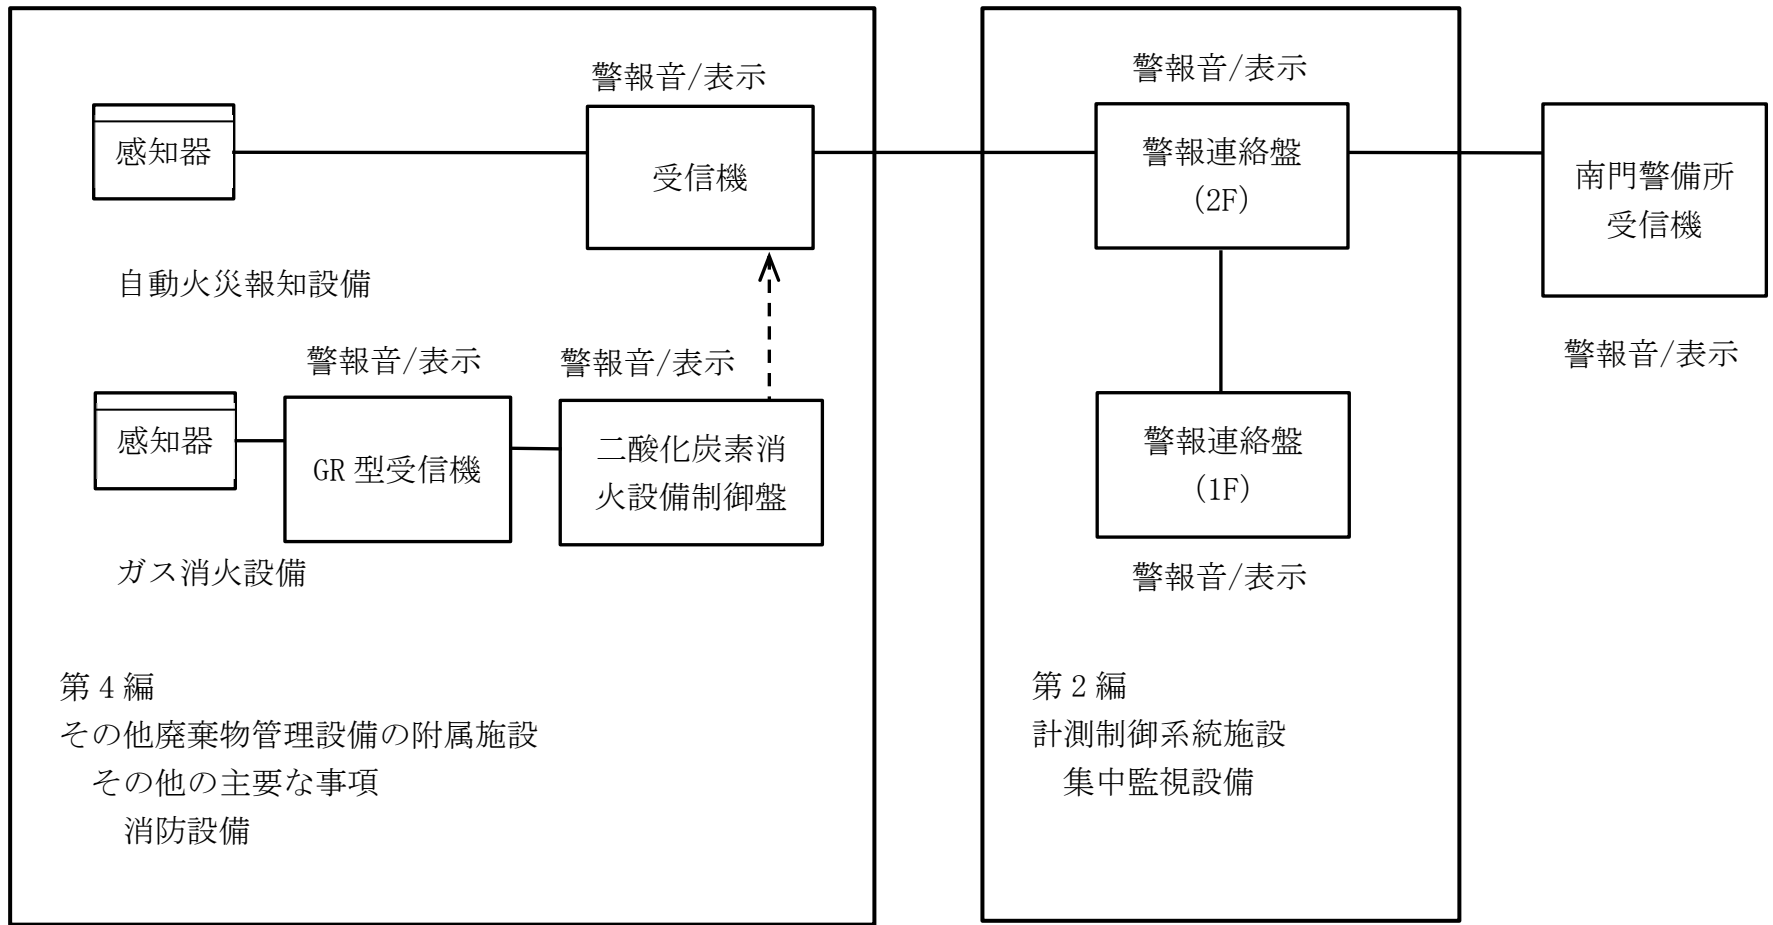 警報音/表示
感知器
受信機
自動火災報知設備
警報音/表示
警報音/表示
感知器
GR 型受信機
二酸化炭素消
火設備制御盤
ガス消火設備
第 4 編
その他廃棄物管理設備の附属施設
その他の主要な事項
消防設備
警報音/表示
警報連絡盤
(2F)
警報連絡盤
(1F)
警報音/表示
第 2 編
計測制御系統施設
集中監視設備
南門警備所
受信機
警報音/表示